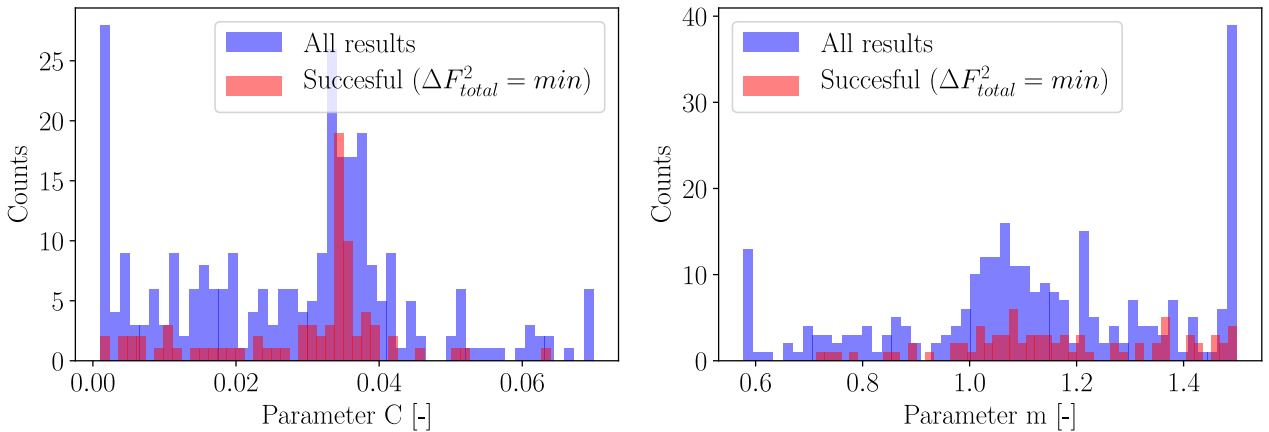 All results
Succesful (ΔF²_total = min)
Counts
0
5
10
15
20
25
0.00
0.02
0.04
0.06
Parameter C [-]
All results
Succesful (ΔF²_total = min)
Counts
0
10
20
30
40
0.6
0.8
1.0
1.2
1.4
Parameter m [-]